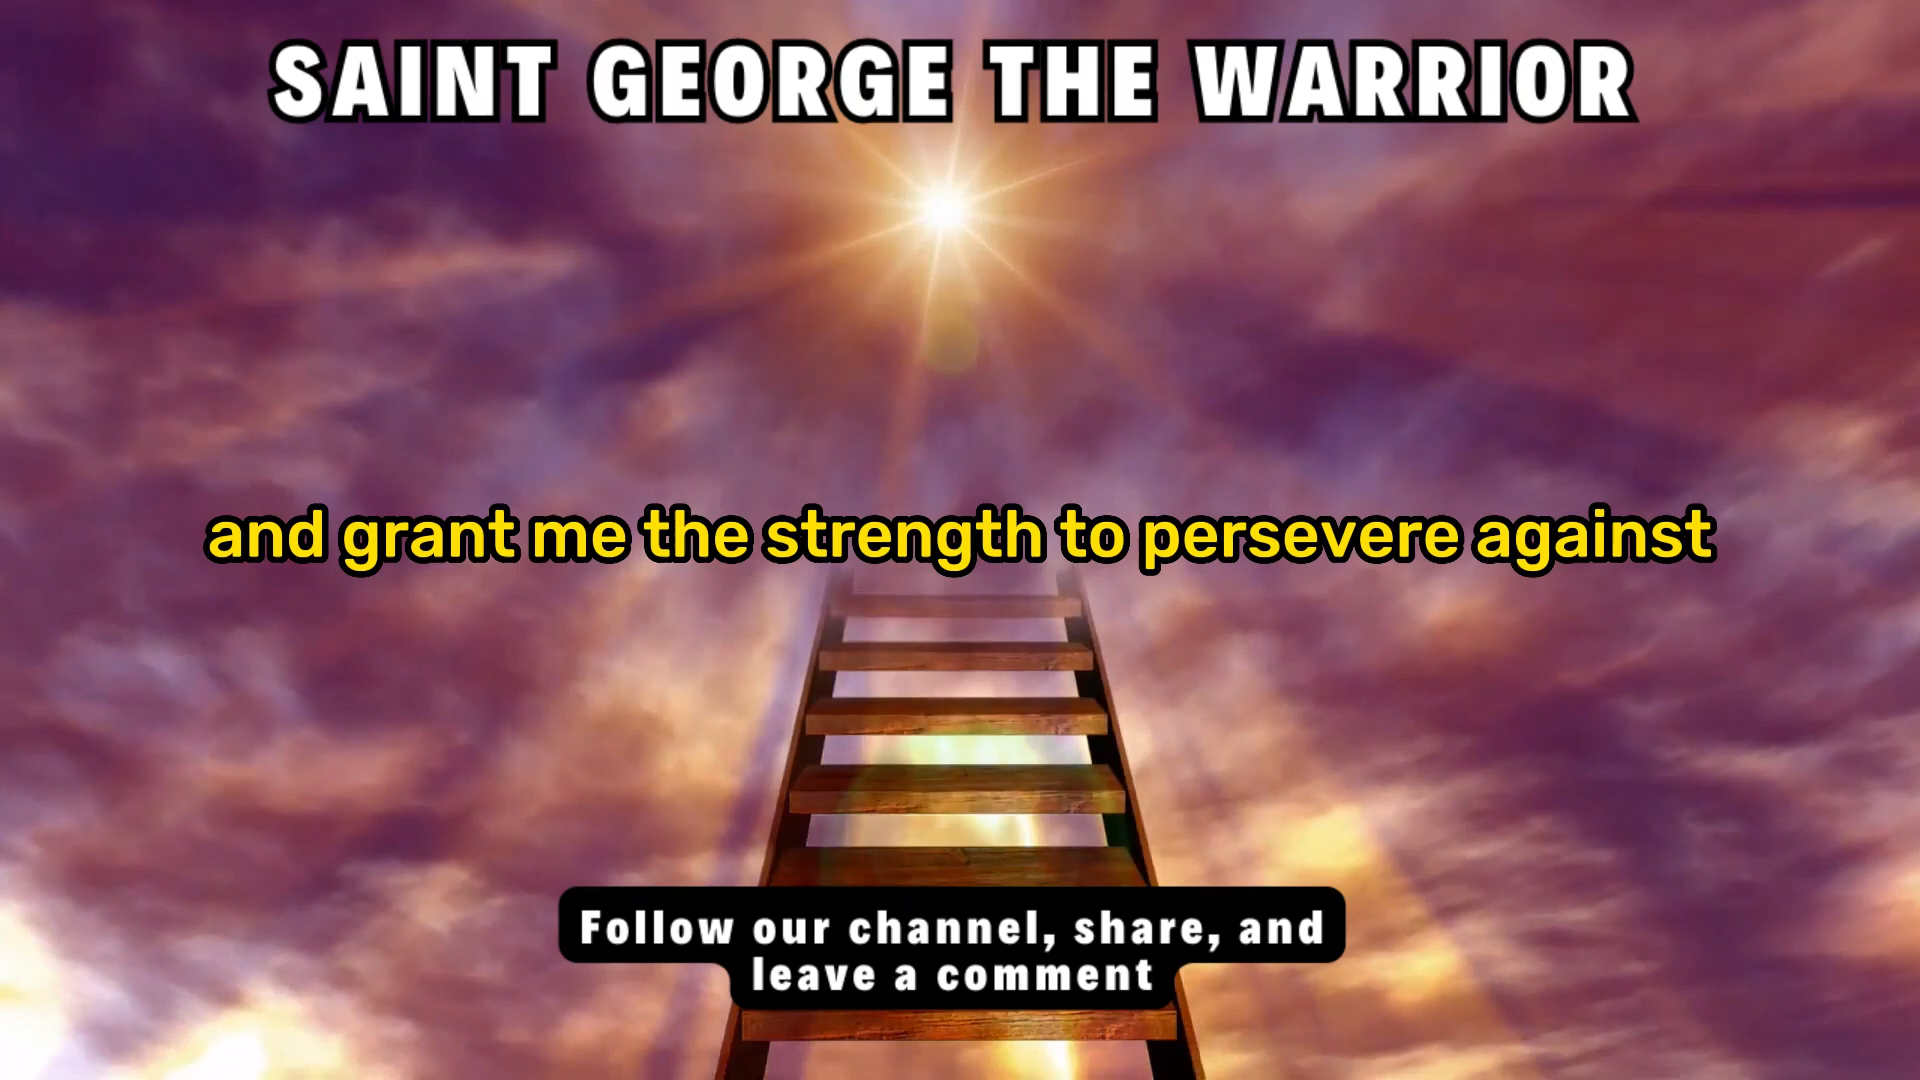 SAINT GEORGE THE WARRIOR
and grant me the strength to persevere against
Follow our channel, share, and
leave a comment